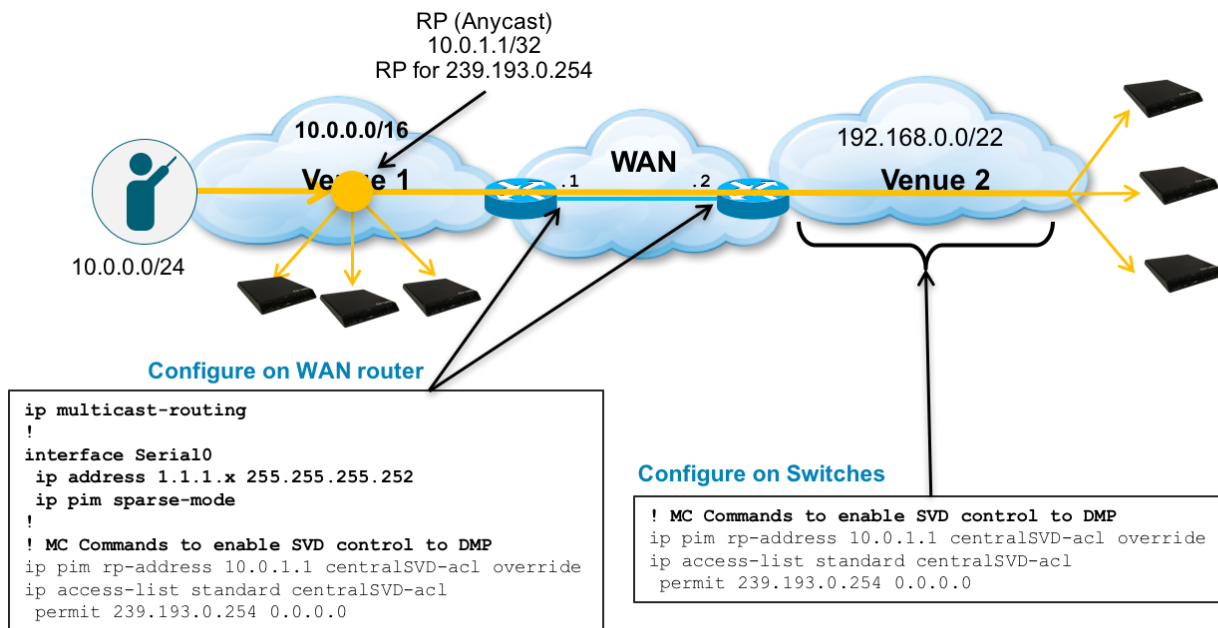 RP (Anycast)
10.0.1.1/32
RP for 239.193.0.254
10.0.0.0/16
Venue 1
WAN
.1
.2
192.168.0.0/22
Venue 2
10.0.0.0/24
Configure on WAN router
ip multicast-routing
!
interface Serial0
ip address 1.1.1.x 255.255.255.252
ip pim sparse-mode
!
! MC Commands to enable SVD control to DMP
ip pim rp-address 10.0.1.1 centralSVD-acl override
ip access-list standard centralSVD-acl
permit 239.193.0.254 0.0.0.0
Configure on Switches
! MC Commands to enable SVD control to DMP
ip pim rp-address 10.0.1.1 centralSVD-acl override
ip access-list standard centralSVD-acl
permit 239.193.0.254 0.0.0.0